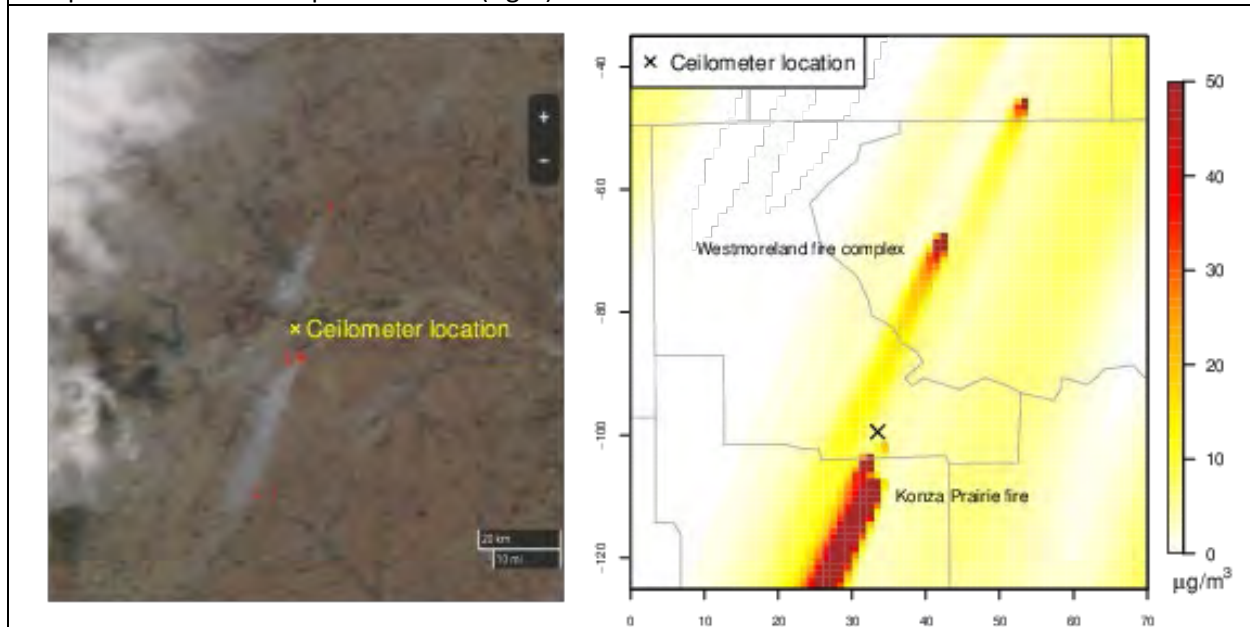 +
−
× Ceilometer location
20 km
10 mi
× Ceilometer location
Westmoreland fire complex
Konza Prairie fire
-40
-60
-80
-100
-120
0 10 20 30 40 50 60 70
50
40
30
20
10
0
µg/m³